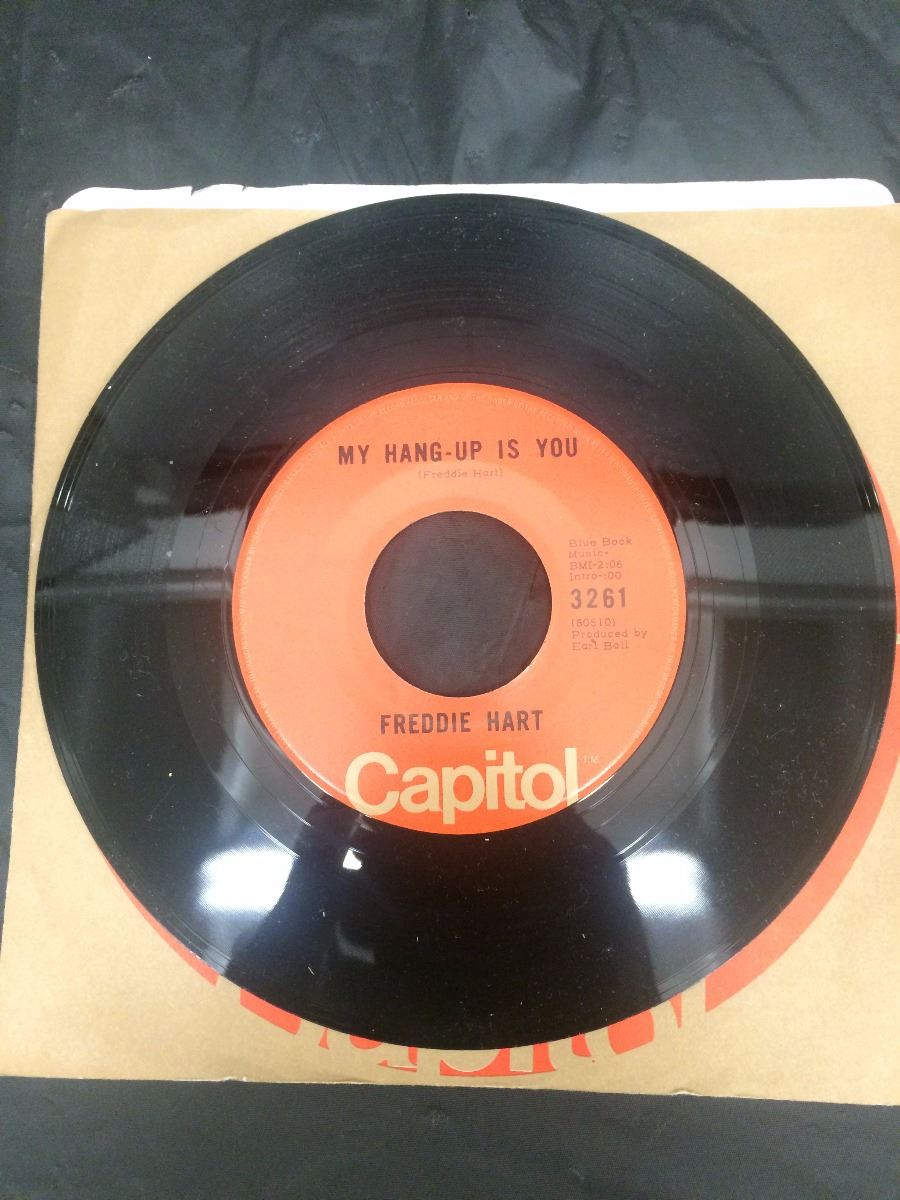 MY HANG-UP IS YOU
(Freddie Hart)
Blue Book
Music-
BMI-2:06
Intro-:00
3261
(80510)
Produced by
Earl Ball
FREDDIE HART
Capitol TM